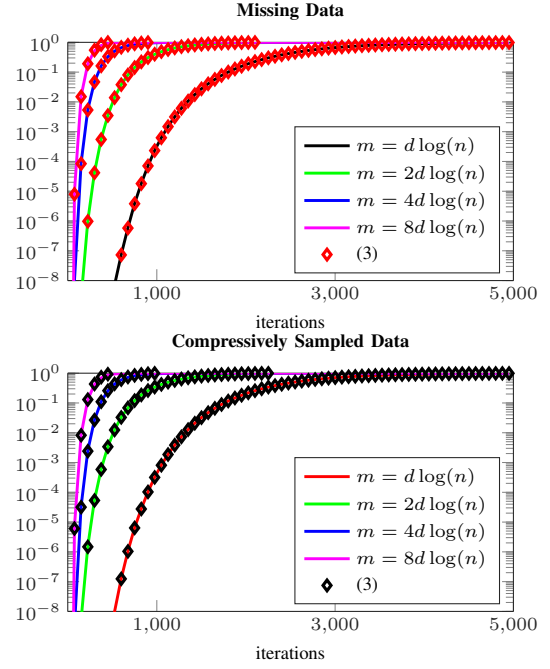 Missing Data
10^0
10^-1
10^-2
10^-3
10^-4
10^-5
10^-6
10^-7
10^-8
m = d log(n)
m = 2d log(n)
m = 4d log(n)
m = 8d log(n)
(3)
1,000 3,000 5,000
iterations
Compressively Sampled Data
10^0
10^-1
10^-2
10^-3
10^-4
10^-5
10^-6
10^-7
10^-8
m = d log(n)
m = 2d log(n)
m = 4d log(n)
m = 8d log(n)
(3)
1,000 3,000 5,000
iterations